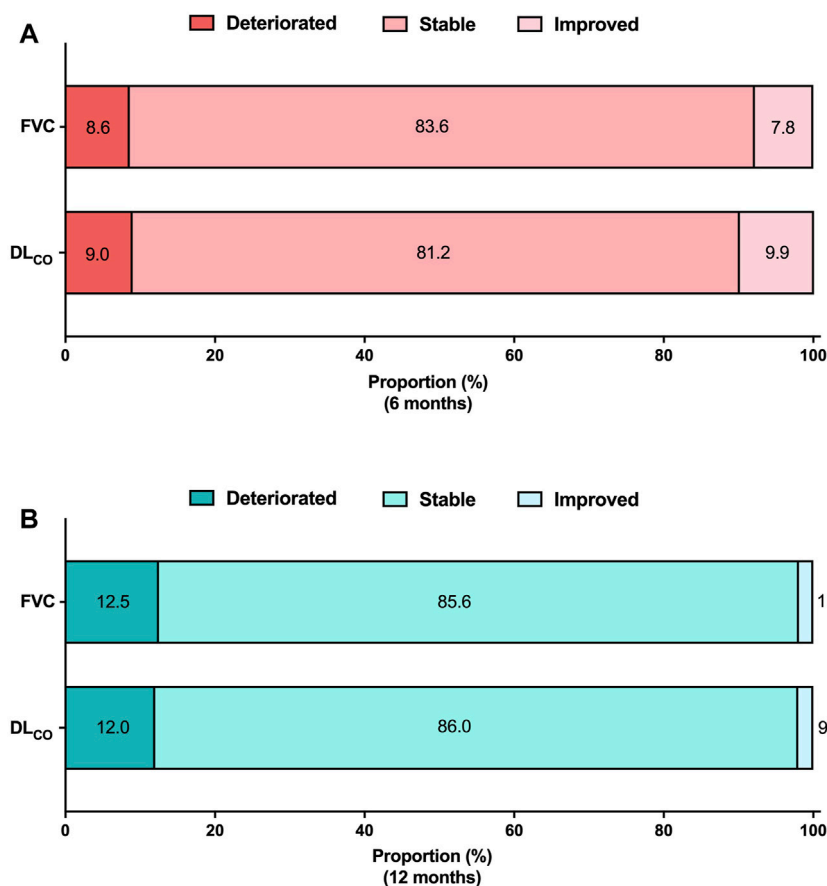 A
Deteriorated Stable Improved
FVC 8.6 83.6 7.8
DLCO 9.0 81.2 9.9
0 20 40 60 80 100
Proportion (%)
(6 months)
B
Deteriorated Stable Improved
FVC 12.5 85.6 1
DLCO 12.0 86.0 9
0 20 40 60 80 100
Proportion (%)
(12 months)